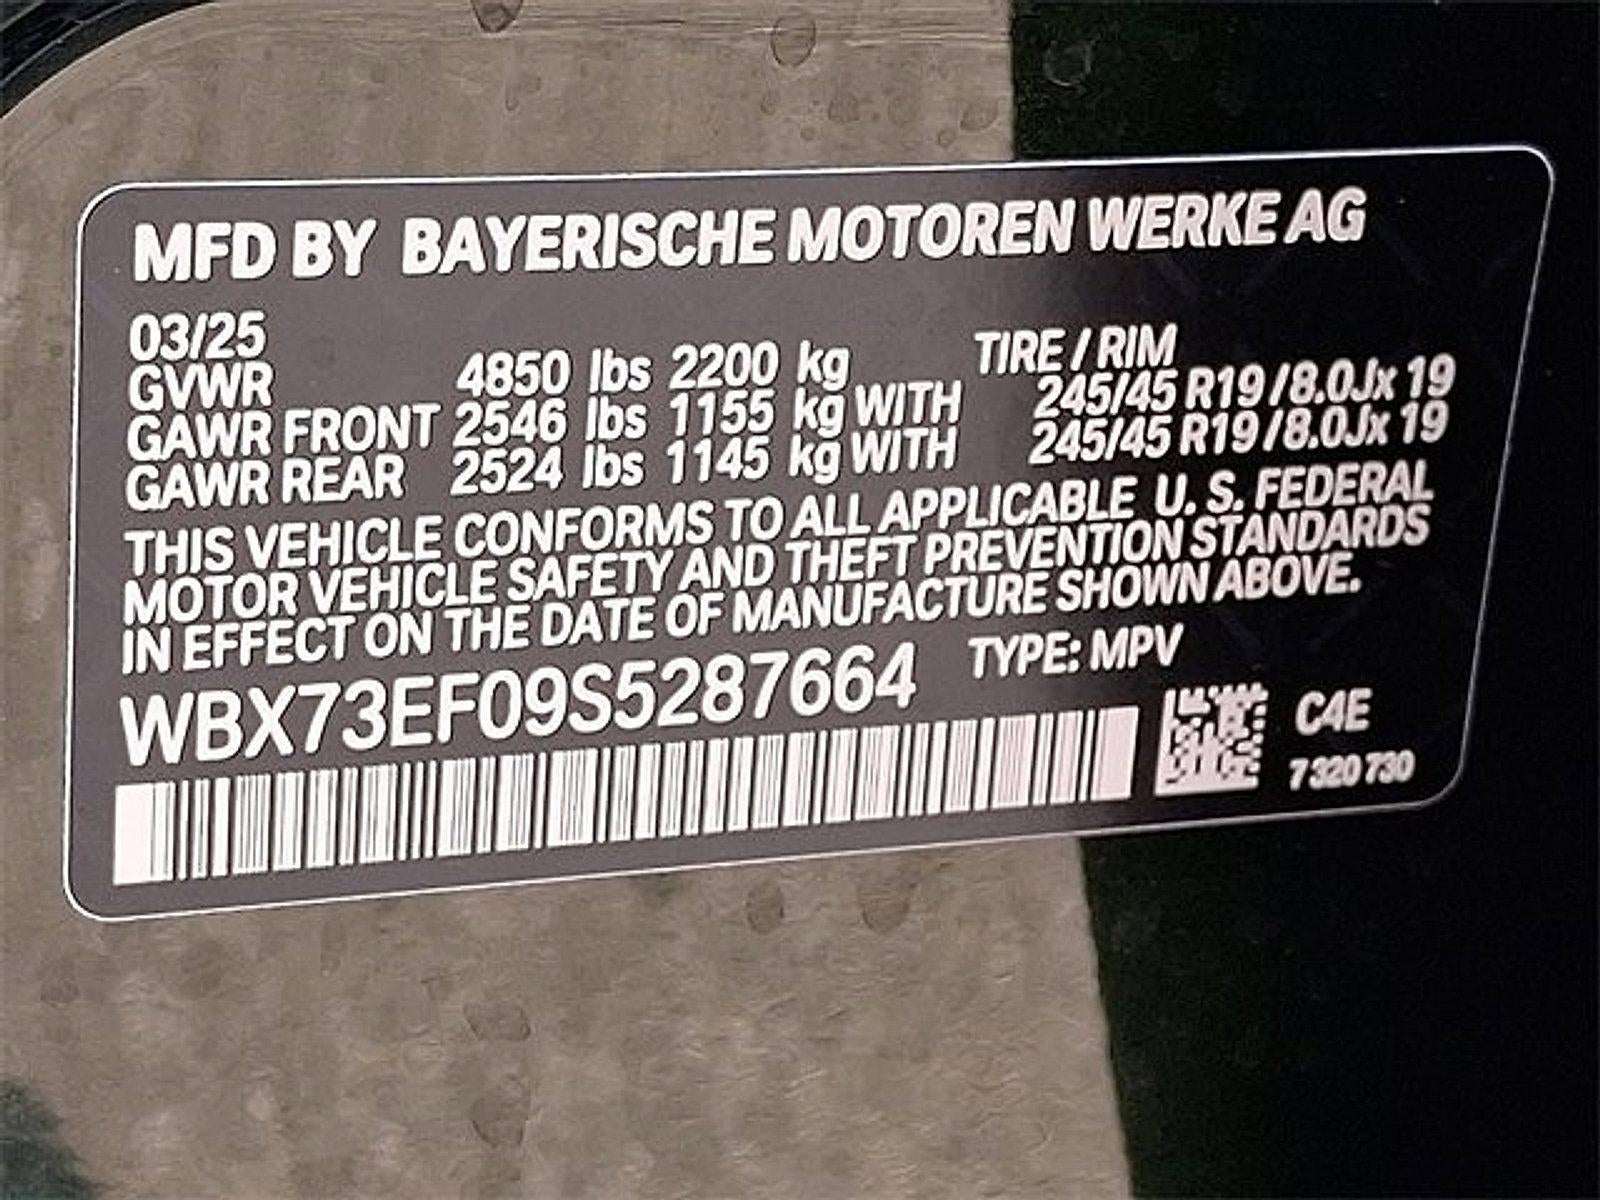 MFD BY BAYERISCHE MOTOREN WERKE AG
03/25
GVWR 4850 lbs 2200 kg TIRE / RIM
GAWR FRONT 2546 lbs 1155 kg WITH 245/45 R19 /8.0Jx 19
GAWR REAR 2524 lbs 1145 kg WITH 245/45 R19 /8.0Jx 19
THIS VEHICLE CONFORMS TO ALL APPLICABLE U. S. FEDERAL
MOTOR VEHICLE SAFETY AND THEFT PREVENTION STANDARDS
IN EFFECT ON THE DATE OF MANUFACTURE SHOWN ABOVE.
WBX73EF09S5287664 TYPE: MPV
C4E
7 320 730